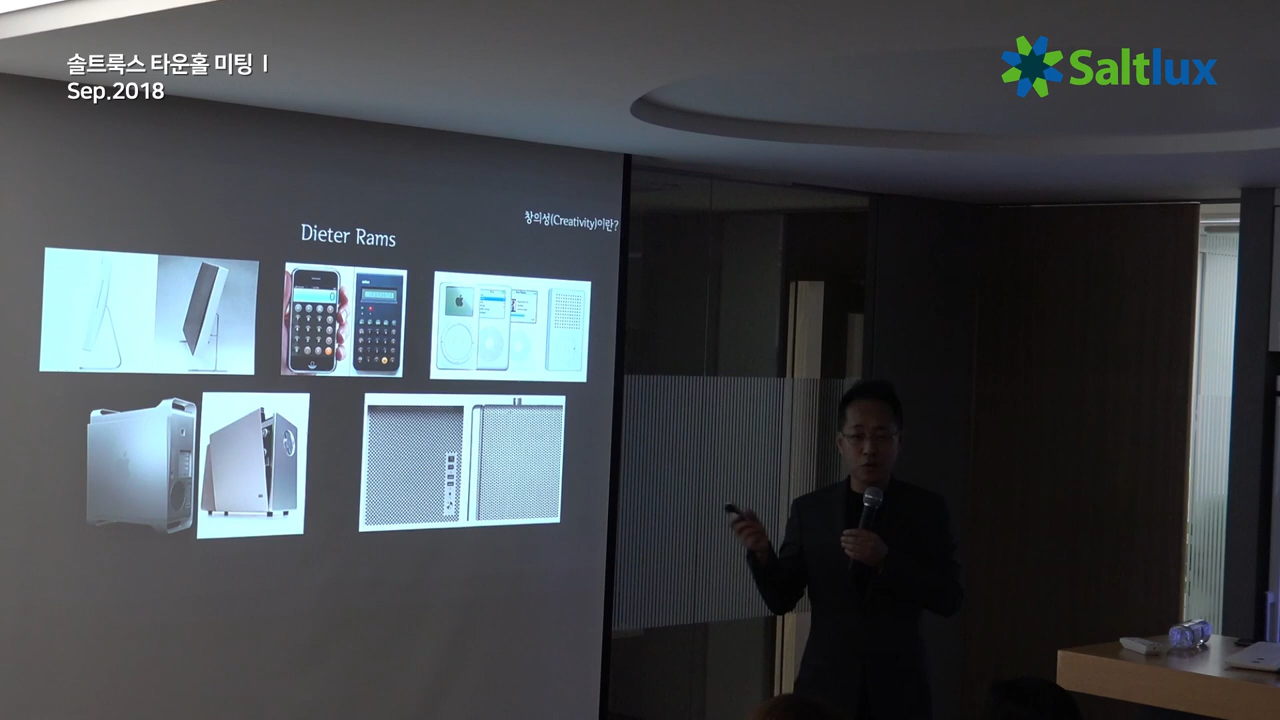 솔트룩스 타운홀 미팅 I
Sep.2018
Saltlux
창의성(Creativity)이란?
Dieter Rams